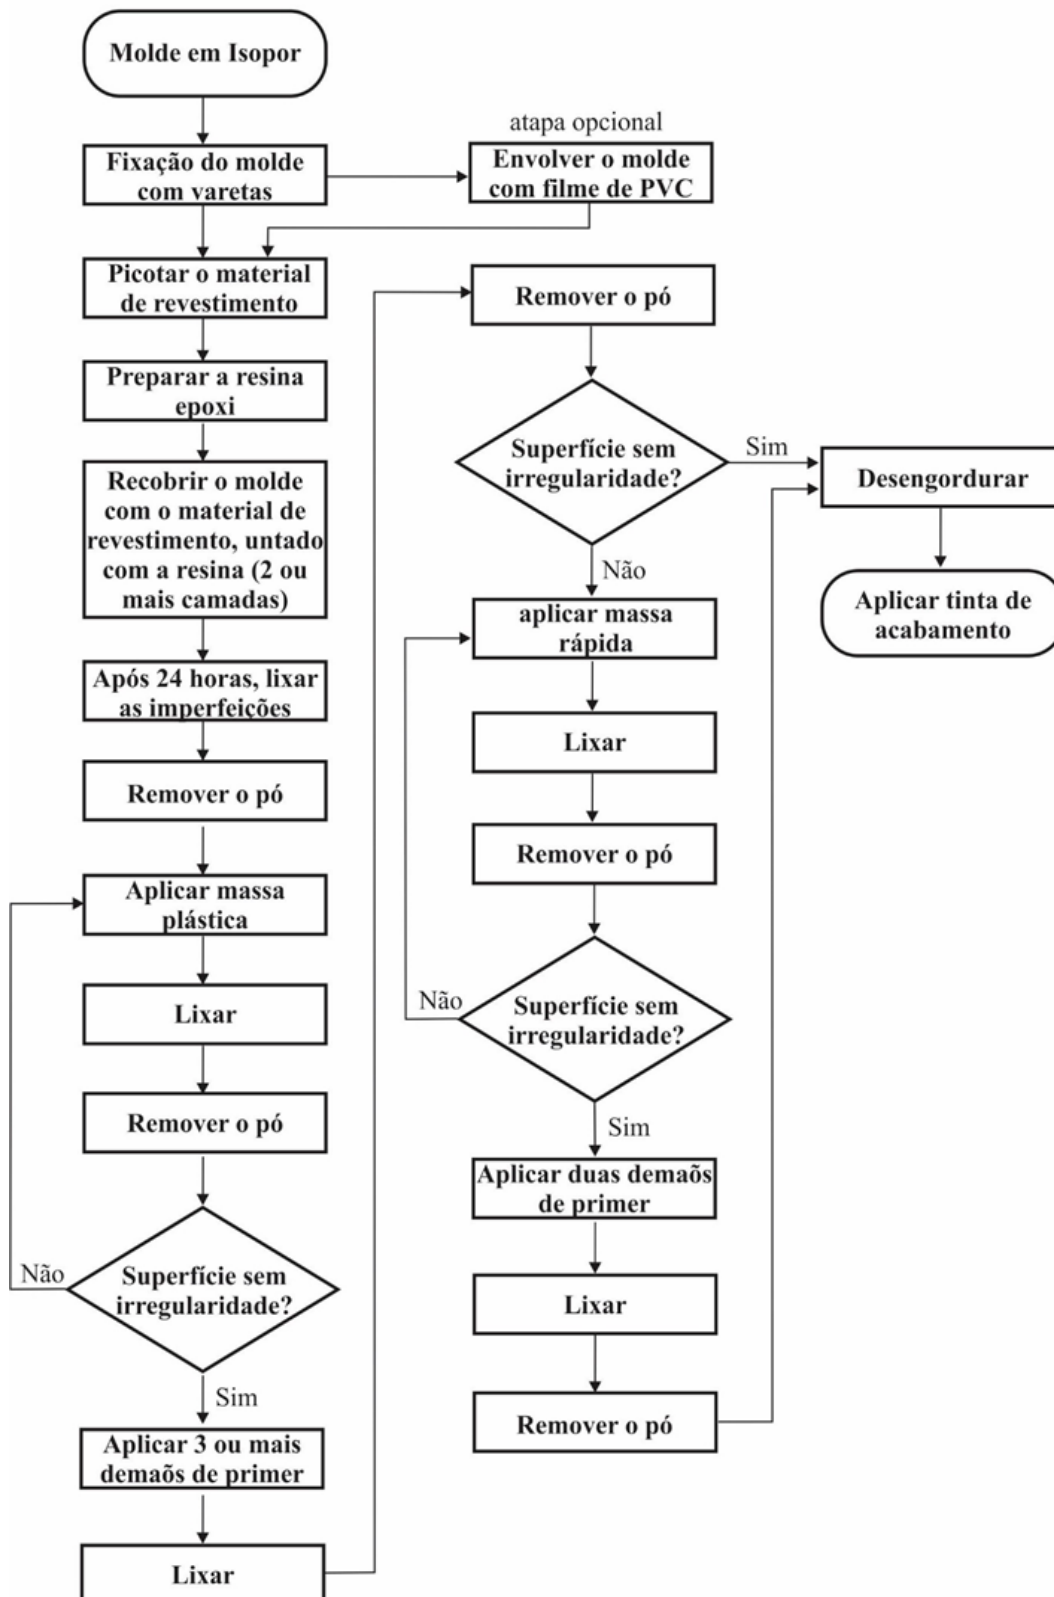 Molde em Isopor
Fixação do molde
com varetas
atapa opcional
Envolver o molde
com filme de PVC
Picotar o material
de revestimento
Preparar a resina
epoxi
Recobrir o molde
com o material de
revestimento, untado
com a resina (2 ou
mais camadas)
Após 24 horas, lixar
as imperfeições
Remover o pó
Aplicar massa
plástica
Lixar
Remover o pó
Superfície sem
irregularidade?
Não
Sim
Aplicar 3 ou mais
demaõs de primer
Lixar
Remover o pó
Superfície sem
irregularidade?
Sim
Não
aplicar massa
rápida
Lixar
Remover o pó
Superfície sem
irregularidade?
Não
Sim
Aplicar duas demaõs
de primer
Lixar
Remover o pó
Desengordurar
Aplicar tinta de
acabamento